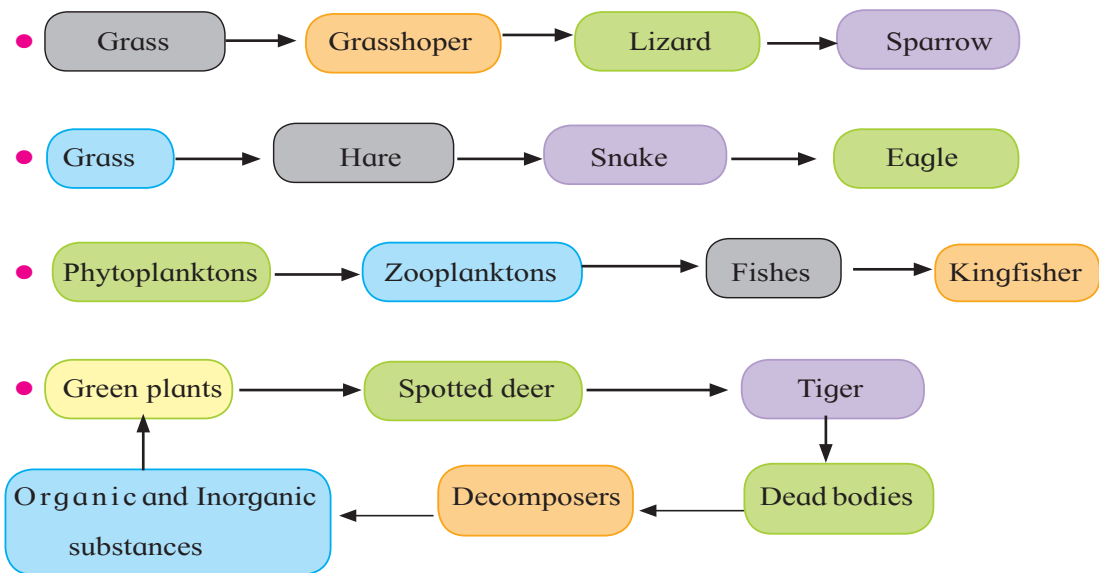 Grass Grasshoper Lizard Sparrow
Grass Hare Snake Eagle
Phytoplanktons Zooplanktons Fishes Kingfisher
Green plants Spotted deer Tiger
Dead bodies
Decomposers
Organic and Inorganic
substances